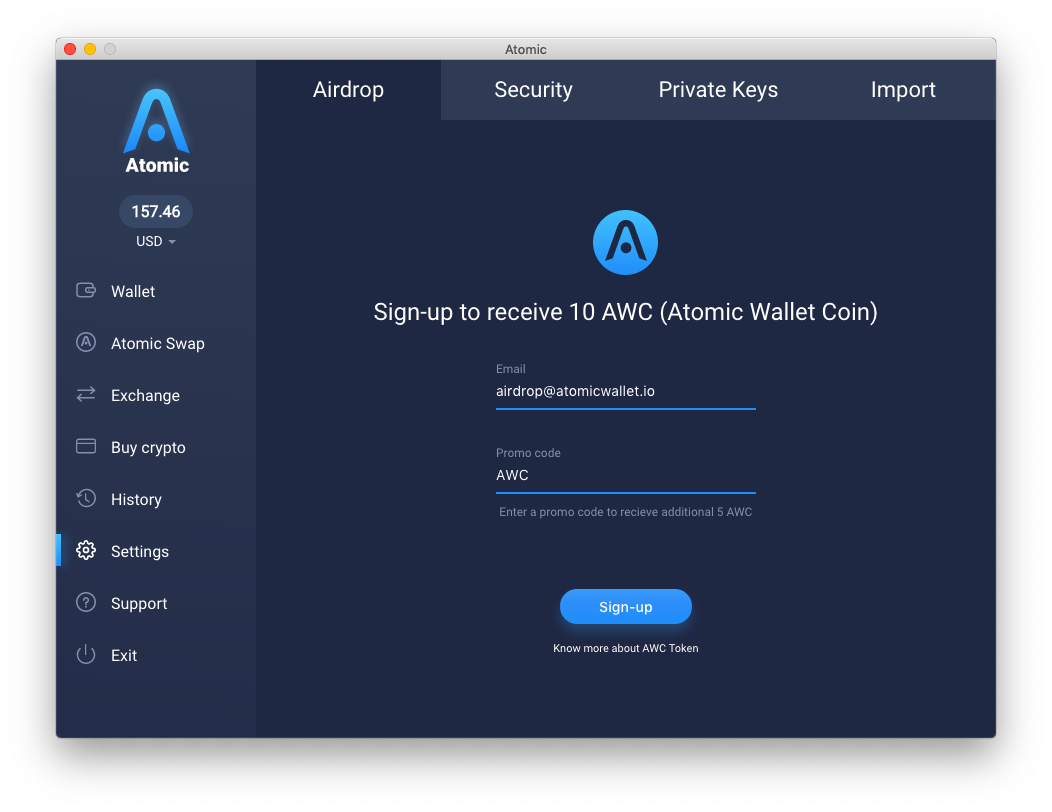 Atomic
Atomic
157.46
USD
Wallet
Atomic Swap
Exchange
Buy crypto
History
Settings
Support
Exit
Airdrop Security Private Keys Import
Sign-up to receive 10 AWC (Atomic Wallet Coin)
Email
airdrop@atomicwallet.io
Promo code
AWC
Enter a promo code to recieve additional 5 AWC
Sign-up
Know more about AWC Token